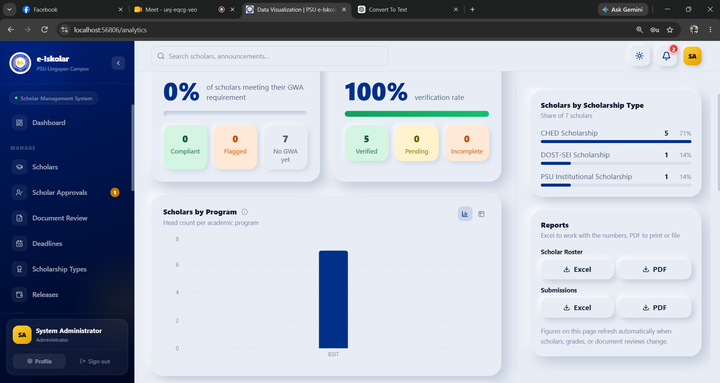 Facebook
Meet - unj-eqcg-veo
Data Visualization | PSU e-Iskol
Convert To Text
Ask Gemini
localhost:56806/analytics
e-Iskolar
PSU Lingayen Campus
Scholar Management System
Dashboard
MANAGE
Scholars
Scholar Approvals 1
Document Review
Deadlines
Scholarship Types
Releases
SA
System Administrator
Administrator
Profile
Sign out
Search scholars, announcements...
2
SA
0% of scholars meeting their GWA
requirement
0
Compliant
0
Flagged
7
No GWA
yet
100% verification rate
5
Verified
0
Pending
0
Incomplete
Scholars by Program
Head count per academic program
8
6
4
2
0
BSIT
Scholars by Scholarship Type
Share of 7 scholars
CHED Scholarship 5 71%
DOST-SEI Scholarship 1 14%
PSU Institutional Scholarship 1 14%
Reports
Excel to work with the numbers, PDF to print or file
Scholar Roster
Excel PDF
Submissions
Excel PDF
Figures on this page refresh automatically when
scholars, grades, or document reviews change.